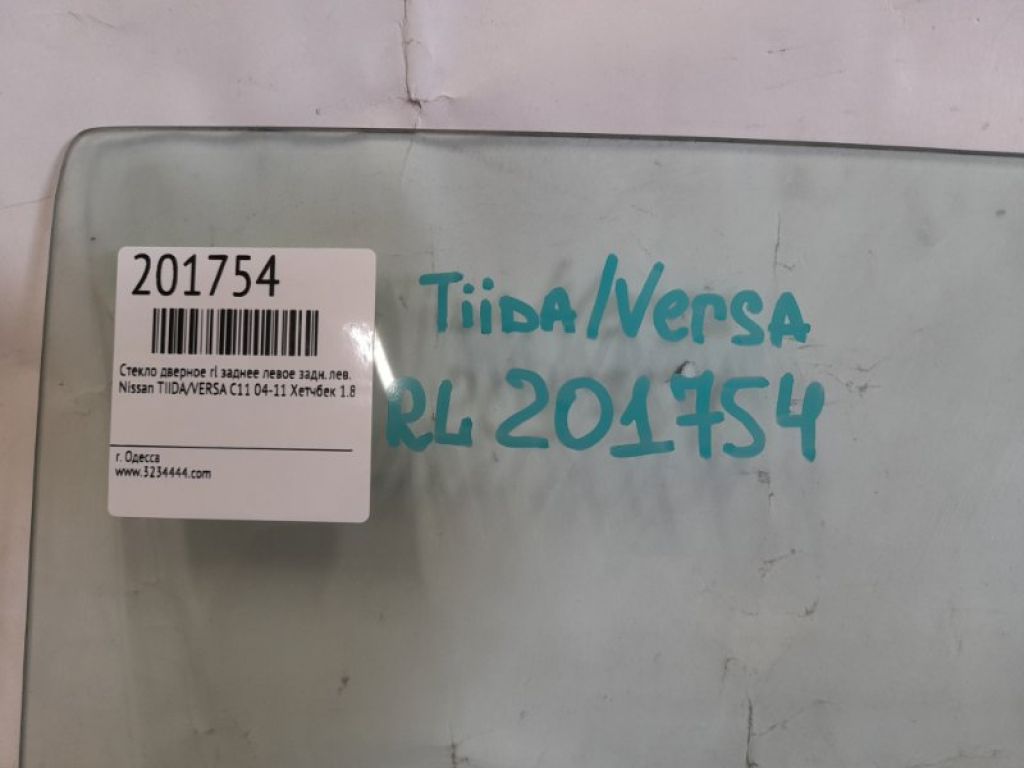 201754
Стекло дверное rl заднее левое задн. лев.
Nissan TIIDA/VERSA C11 04-11 Хетчбек 1.8
г. Одесса
www.3234444.com
TiiDA/VerSA
RL 201754